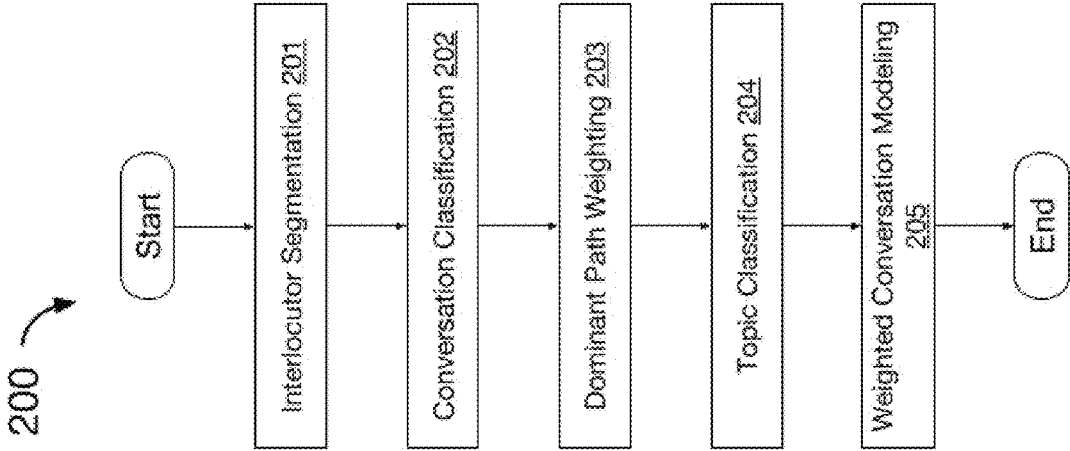 200
Start
Interlocutor Segmentation 201
Conversation Classification 202
Dominant Path Weighting 203
Topic Classification 204
Weighted Conversation Modeling
205
End